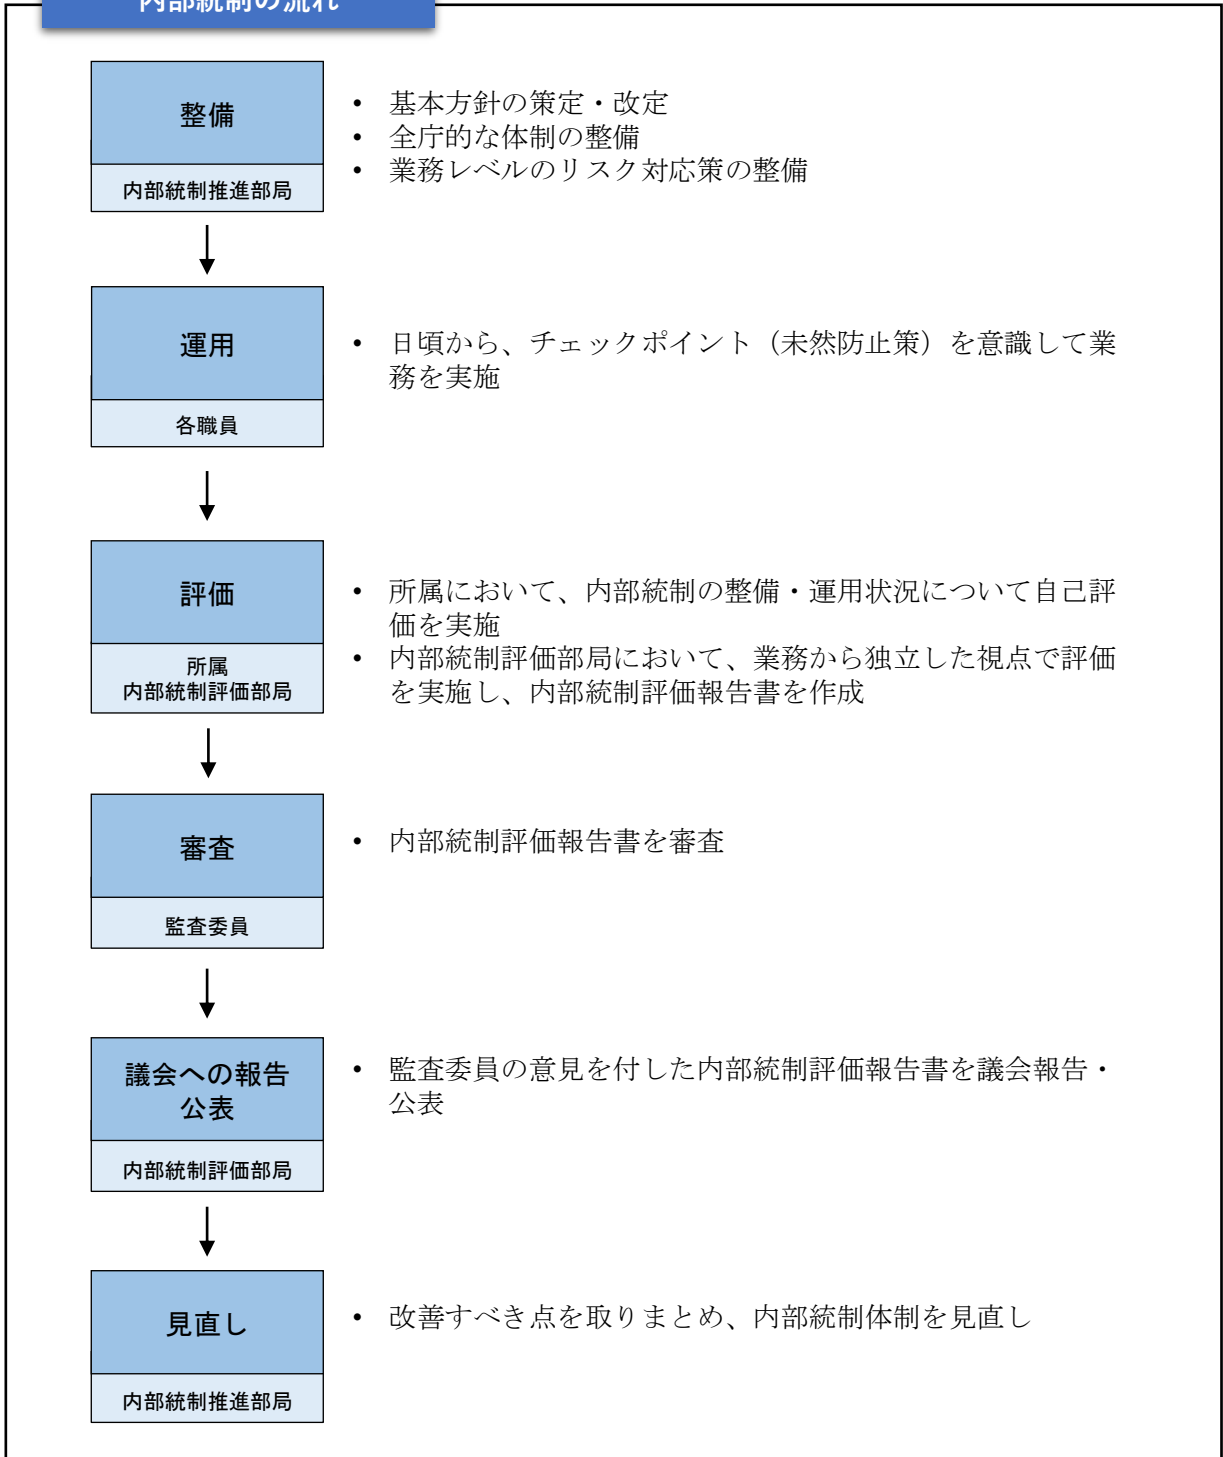 内部統制の流れ
整備
内部統制推進部局
• 基本方針の策定・改定
• 全庁的な体制の整備
• 業務レベルのリスク対応策の整備
運用
各職員
• 日頃から、チェックポイント（未然防止策）を意識して業
務を実施
評価
所属
内部統制評価部局
• 所属において、内部統制の整備・運用状況について自己評
価を実施
• 内部統制評価部局において、業務から独立した視点で評価
を実施し、内部統制評価報告書を作成
審査
監査委員
• 内部統制評価報告書を審査
議会への報告
公表
内部統制評価部局
• 監査委員の意見を付した内部統制評価報告書を議会報告・
公表
見直し
内部統制推進部局
• 改善すべき点を取りまとめ、内部統制体制を見直し